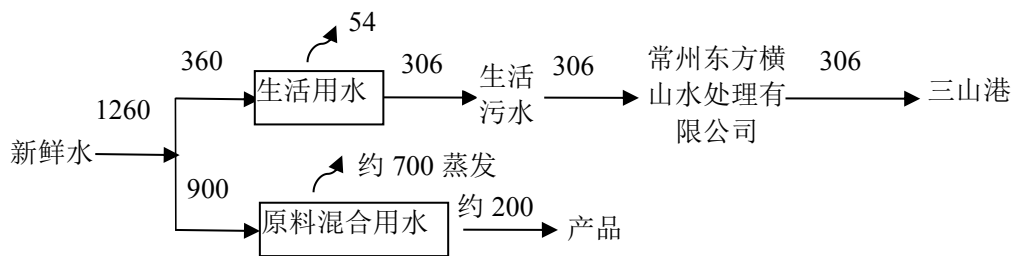 54
360
生活用水
306
生活
污水
306
常州东方横
山水处理有
限公司
306
三山港
1260
新鲜水
900
约 700 蒸发
原料混合用水
约 200
产品